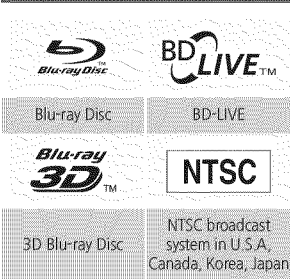 Blu-ray Disc
BD LIVE TM
Blu-ray Disc
BD-LIVE
Blu-ray
3D TM
NTSC
3D Blu-ray Disc
NTSC broadcast
system in U.S.A,
Canada, Korea, Japan